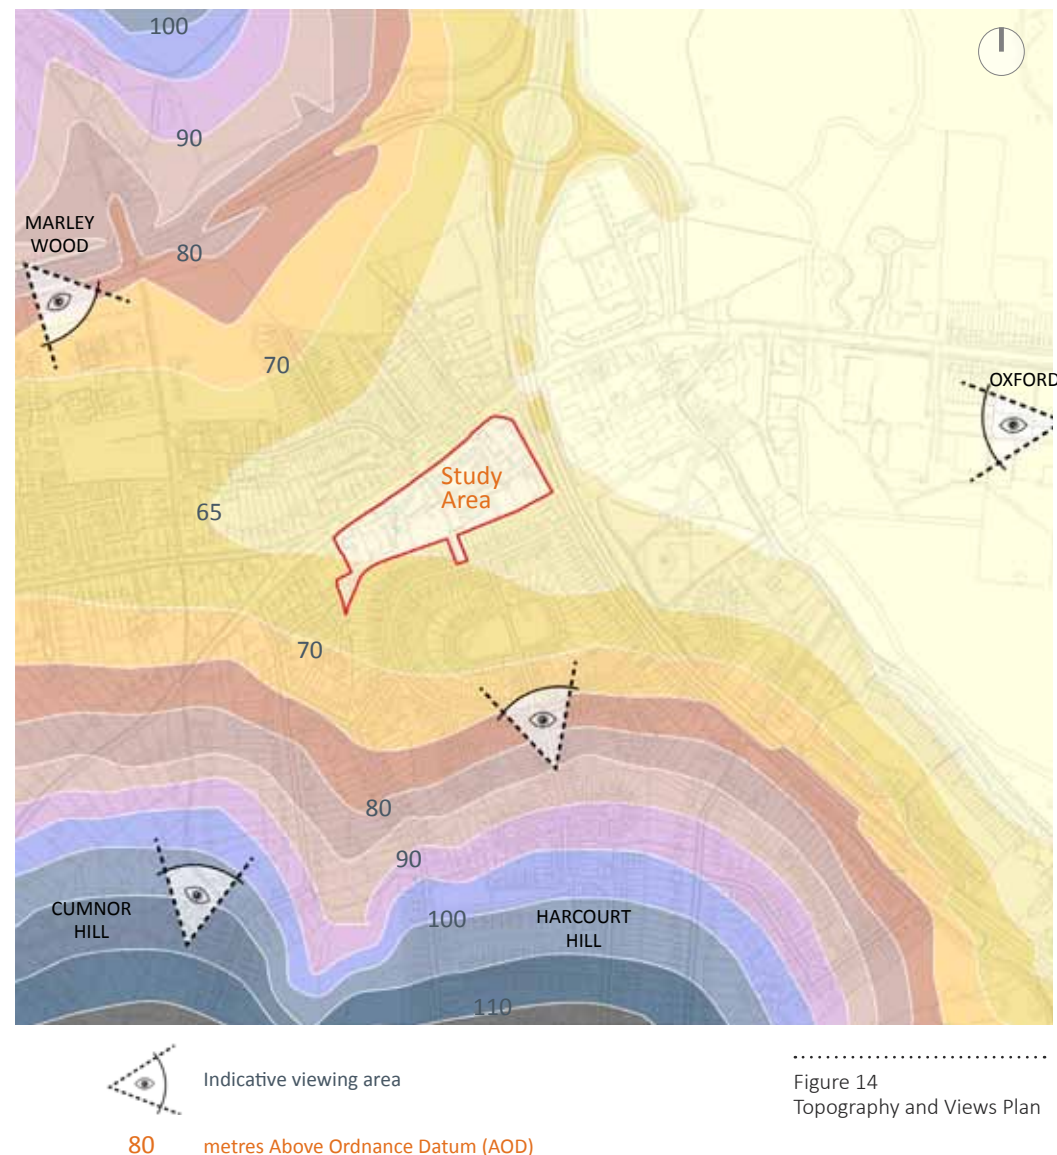 100
90
MARLEY
WOOD
80
70
OXFORD
Study
Area
65
70
80
90
CUMNOR
HILL
100
HARCOURT
HILL
110
Indicative viewing area
Figure 14
Topography and Views Plan
80 metres Above Ordnance Datum (AOD)